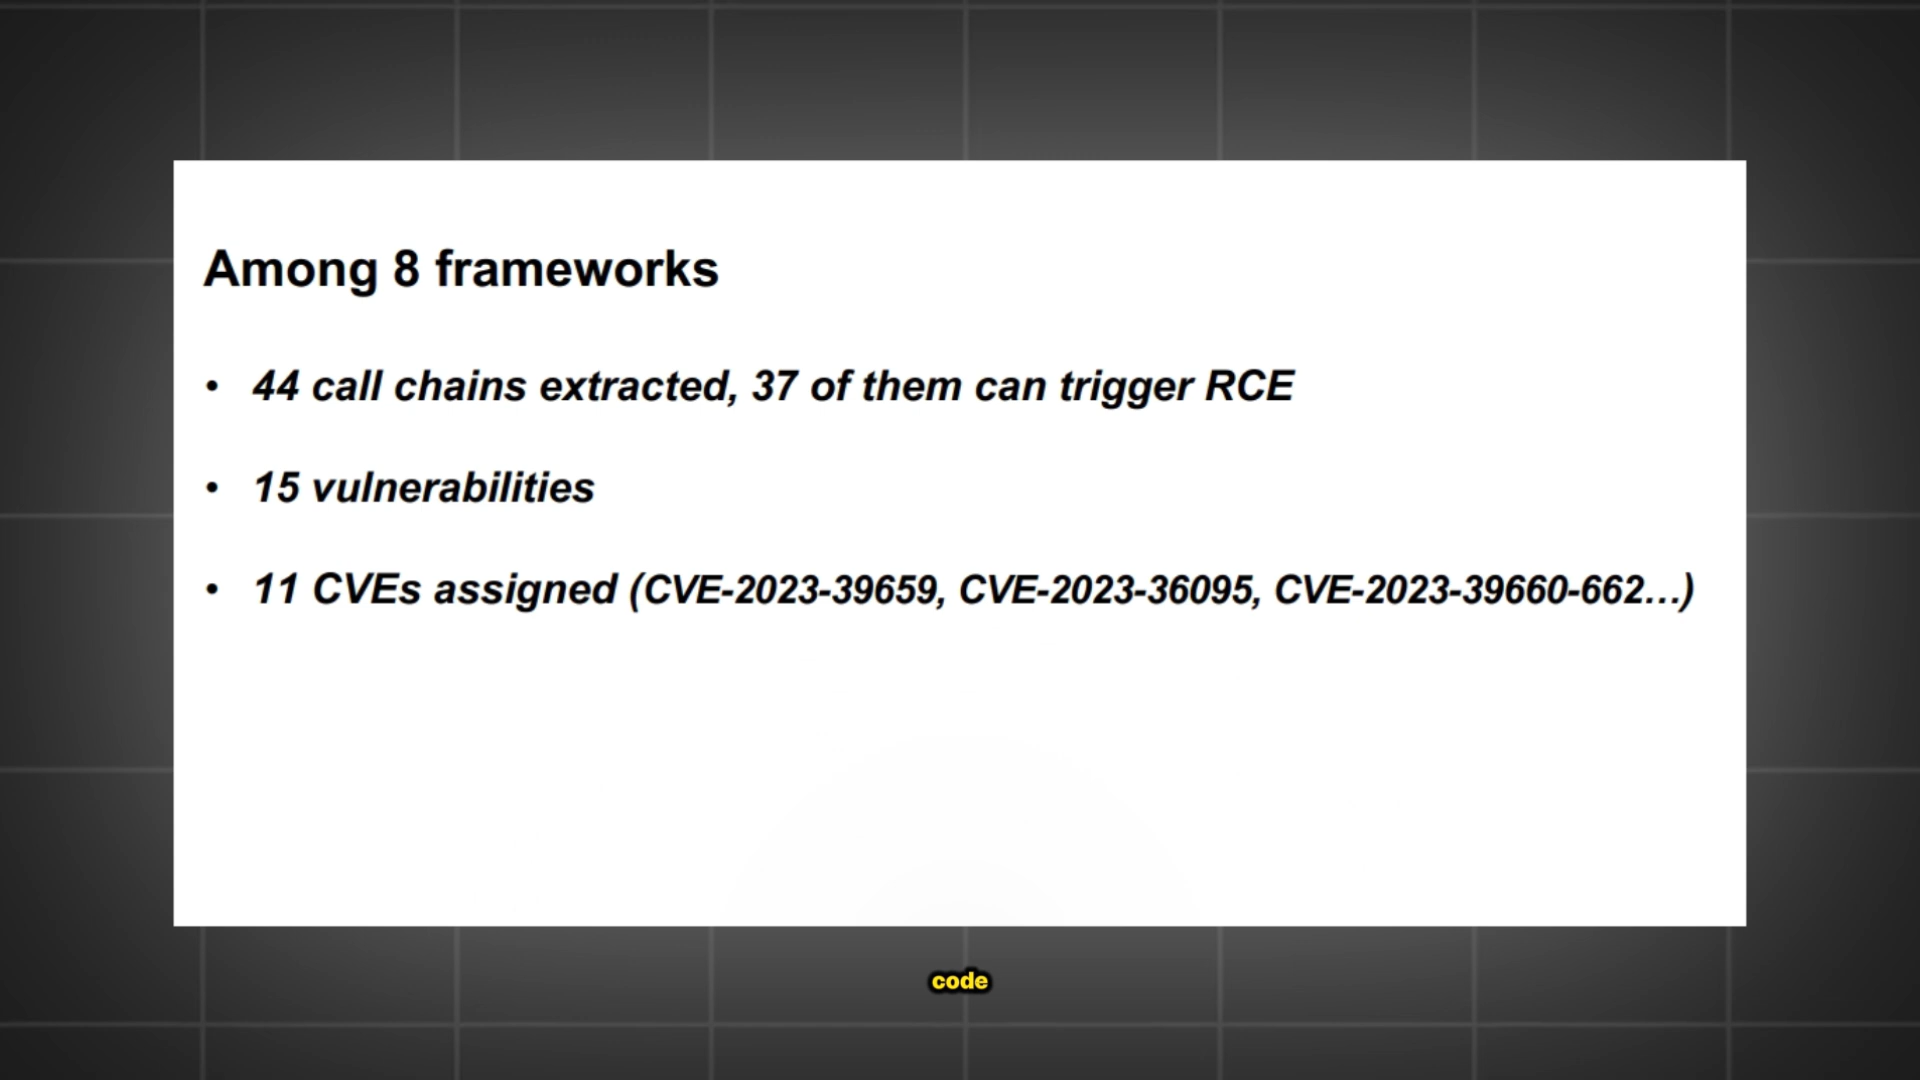 Among 8 frameworks
• 44 call chains extracted, 37 of them can trigger RCE
• 15 vulnerabilities
• 11 CVEs assigned (CVE-2023-39659, CVE-2023-36095, CVE-2023-39660-662…)
code